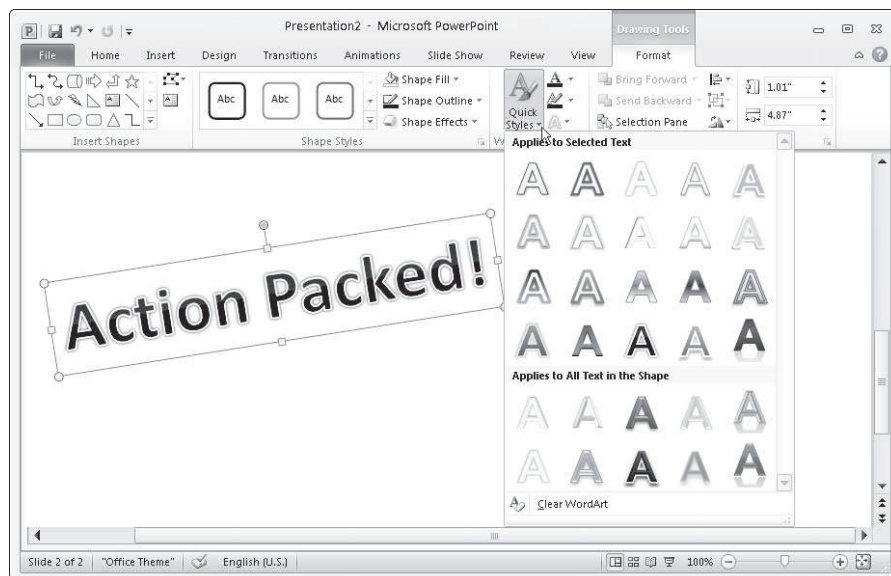 Presentation2 - Microsoft PowerPoint
Drawing Tools
File Home Insert Design Transitions Animations Slide Show Review View Format
Abc Abc Abc
Shape Fill
Shape Outline
Shape Effects
Quick
Styles
Bring Forward
Send Backward
Selection Pane
1.01"
4.87"
Insert Shapes
Shape Styles
W
Applies to Selected Text
Action Packed!
Applies to All Text in the Shape
Clear WordArt
Slide 2 of 2 "Office Theme" English (U.S.) 100%